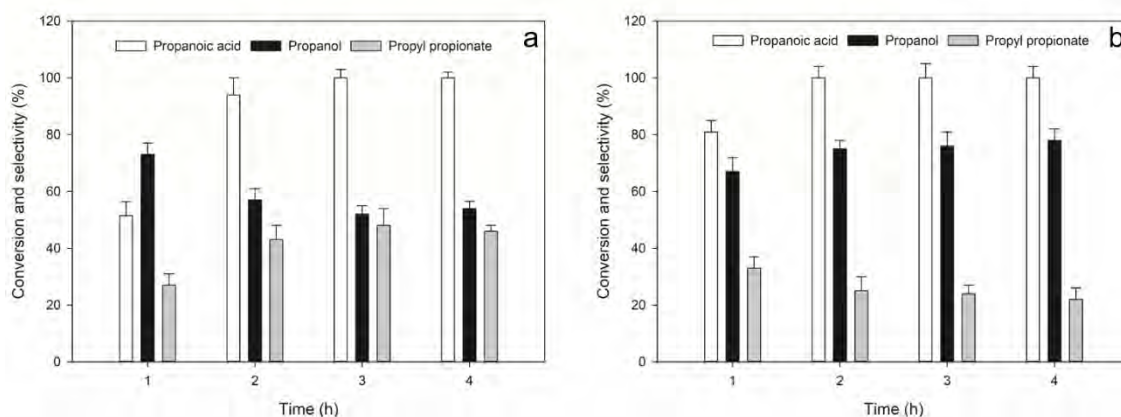 120
100
80
60
40
20
0
Conversion and selectivity (%)
Propanoic acid Propanol Propyl propionate
a
1 2 3 4
Time (h)
120
100
80
60
40
20
0
Conversion and selectivity (%)
Propanoic acid Propanol Propyl propionate
b
1 2 3 4
Time (h)